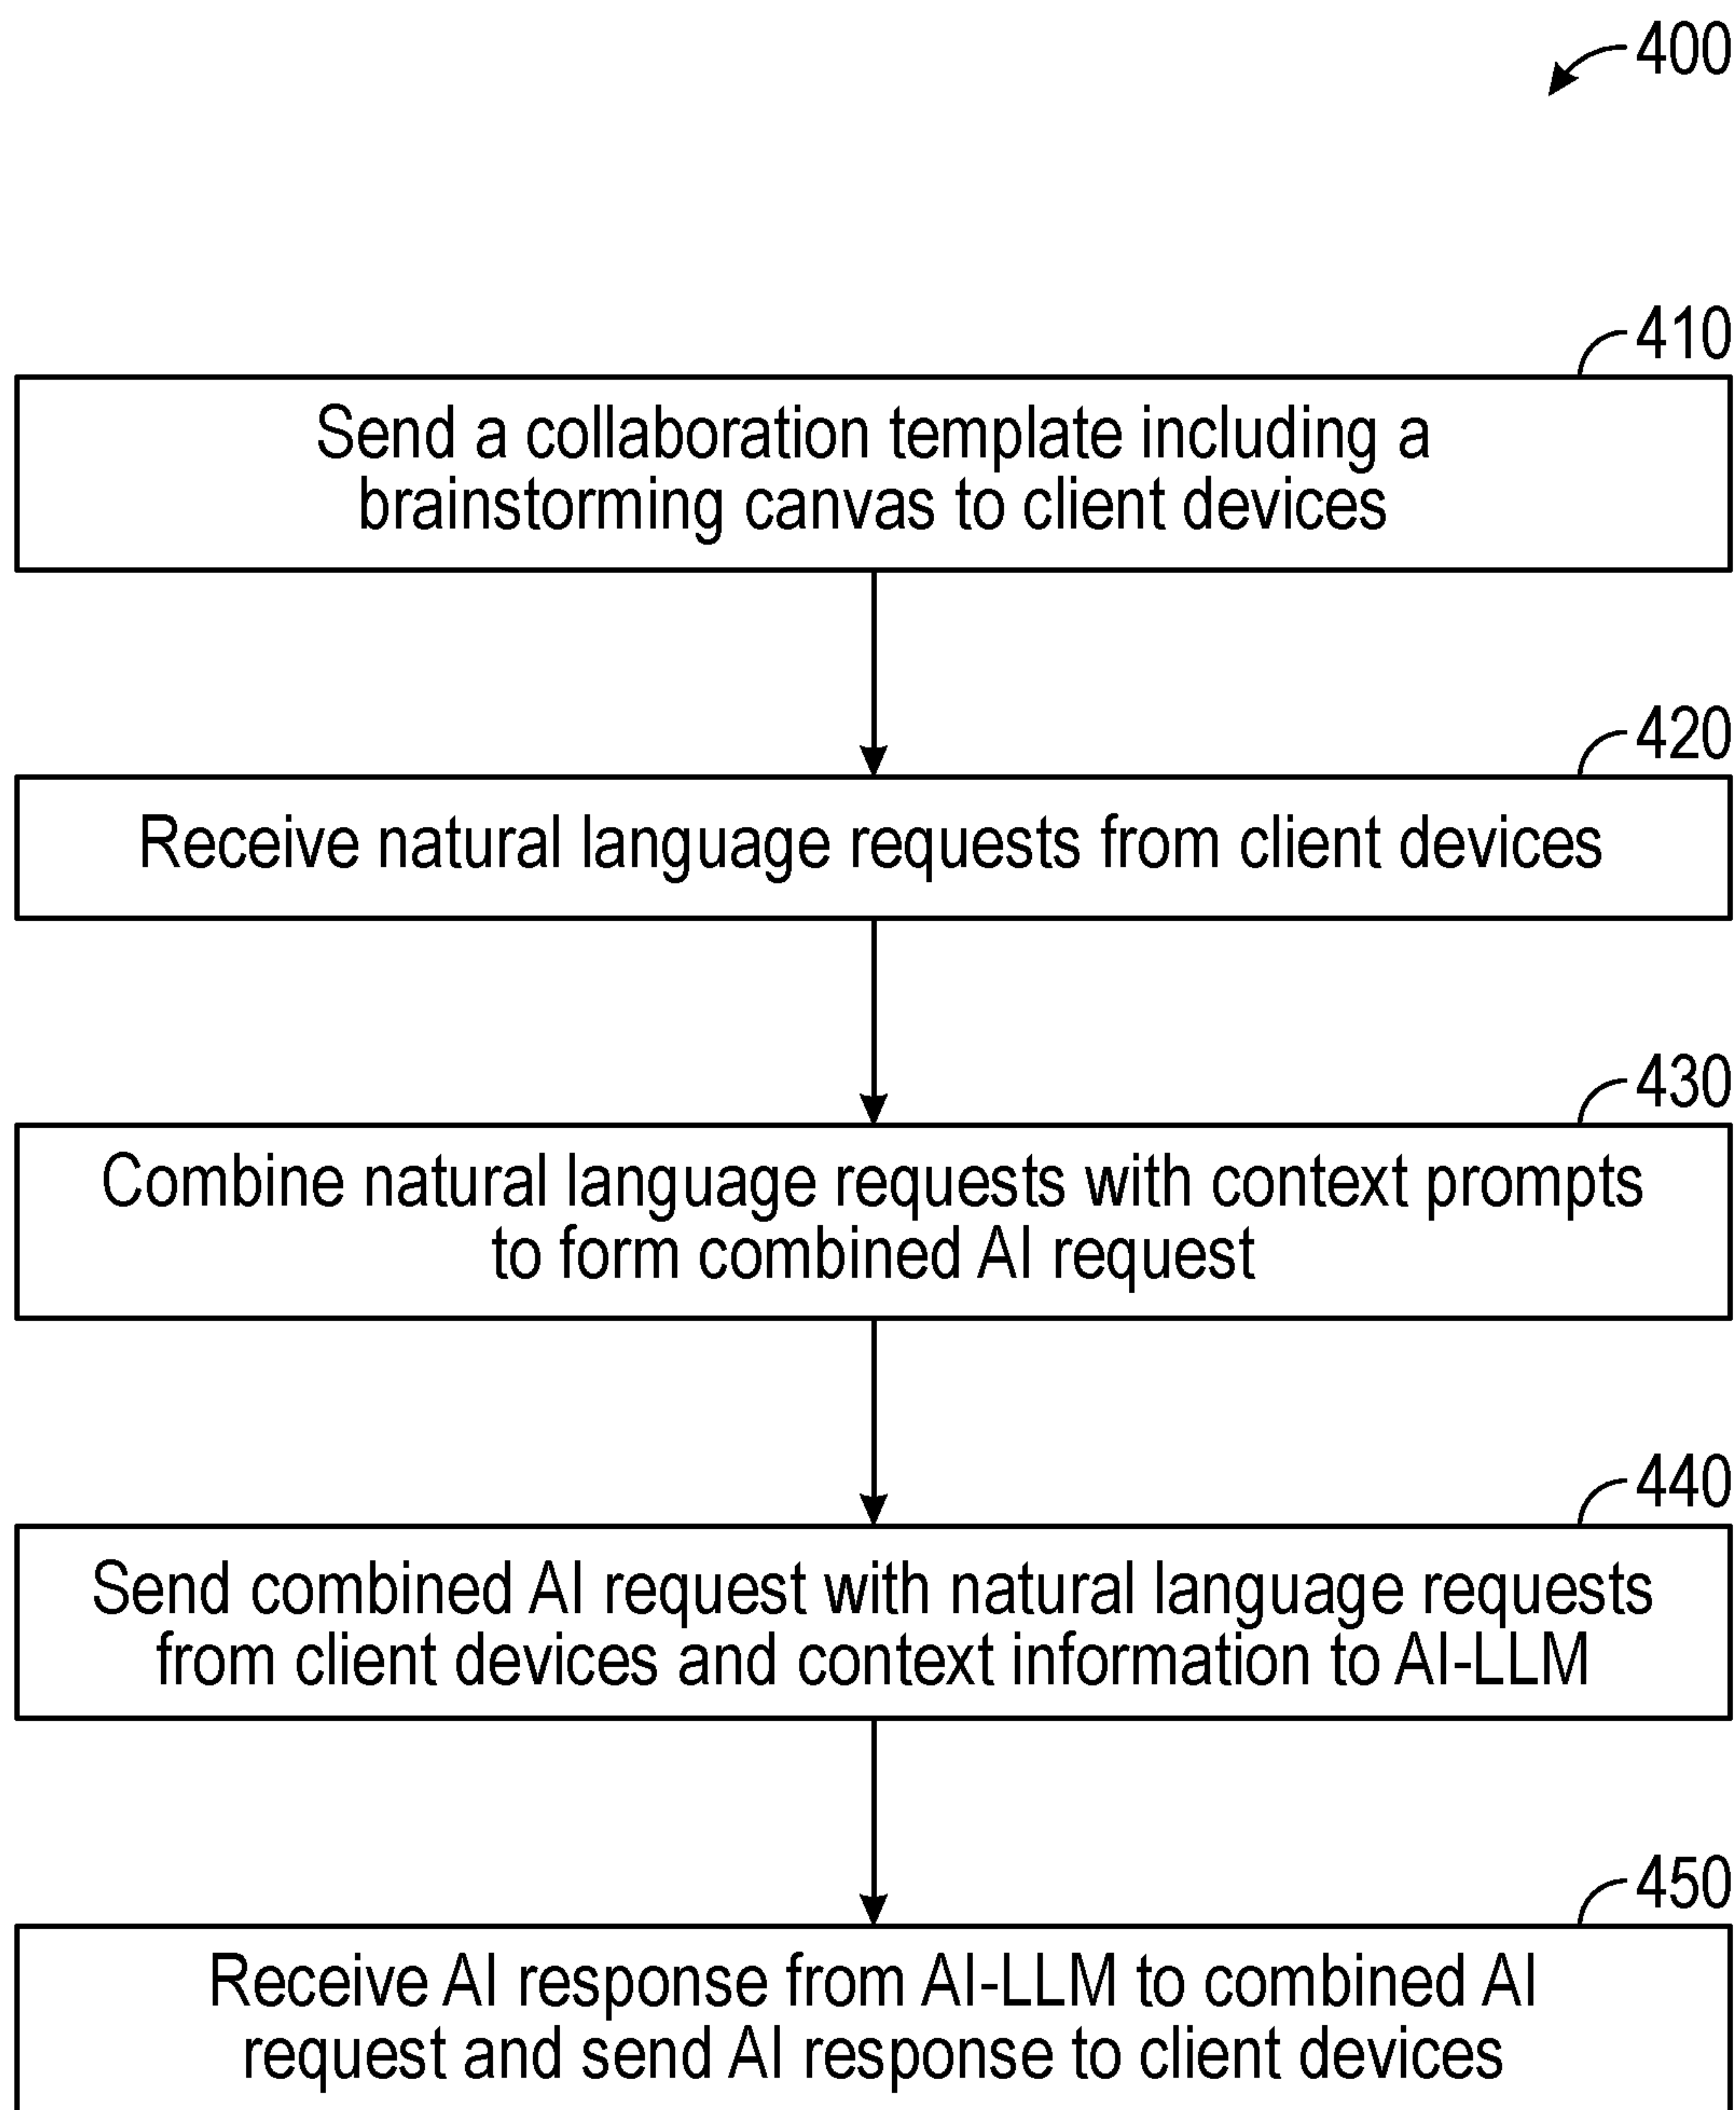 400
410
Send a collaboration template including a
brainstorming canvas to client devices
420
Receive natural language requests from client devices
430
Combine natural language requests with context prompts
to form combined AI request
440
Send combined AI request with natural language requests
from client devices and context information to AI-LLM
450
Receive AI response from AI-LLM to combined AI
request and send AI response to client devices